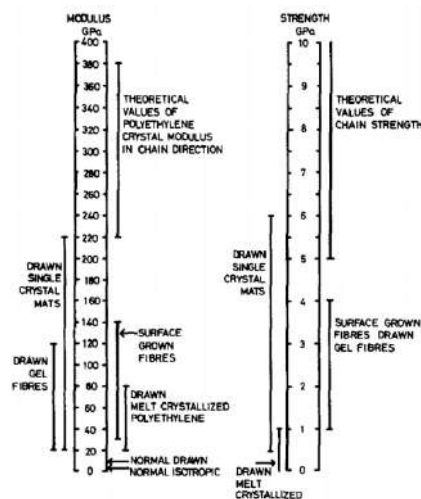 MODULUS
GPa
400
380
360
340
320
300
280
260
240
220
200
180
160
140
120
100
80
60
40
20
0
THEORETICAL
VALUES OF
POLYETHYLENE
CRYSTAL MODULUS
IN CHAIN DIRECTION
DRAWN
SINGLE
CRYSTAL
MATS
DRAWN
GEL
FIBRES
SURFACE
GROWN
FIBRES
DRAWN
MELT CRYSTALLIZED
POLYETHYLENE
NORMAL DRAWN
NORMAL ISOTROPIC
STRENGTH
GPa
10
9
8
7
6
5
4
3
2
1
0
THEORETICAL
VALUES OF
CHAIN STRENGTH
DRAWN
SINGLE
CRYSTAL
MATS
SURFACE GROWN
FIBRES DRAWN
GEL FIBRES
DRAWN
MELT
CRYSTALLIZED